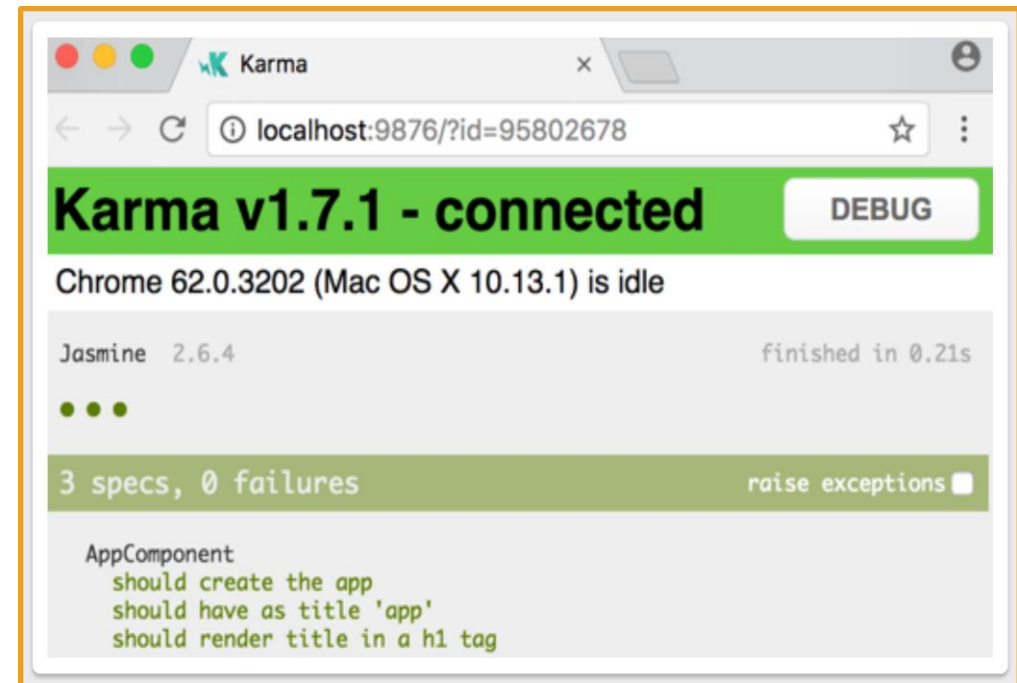 Karma
localhost:9876/?id=95802678
Karma v1.7.1 - connected
DEBUG
Chrome 62.0.3202 (Mac OS X 10.13.1) is idle
Jasmine 2.6.4
finished in 0.21s
3 specs, 0 failures
raise exceptions
AppComponent
should create the app
should have as title 'app'
should render title in a h1 tag